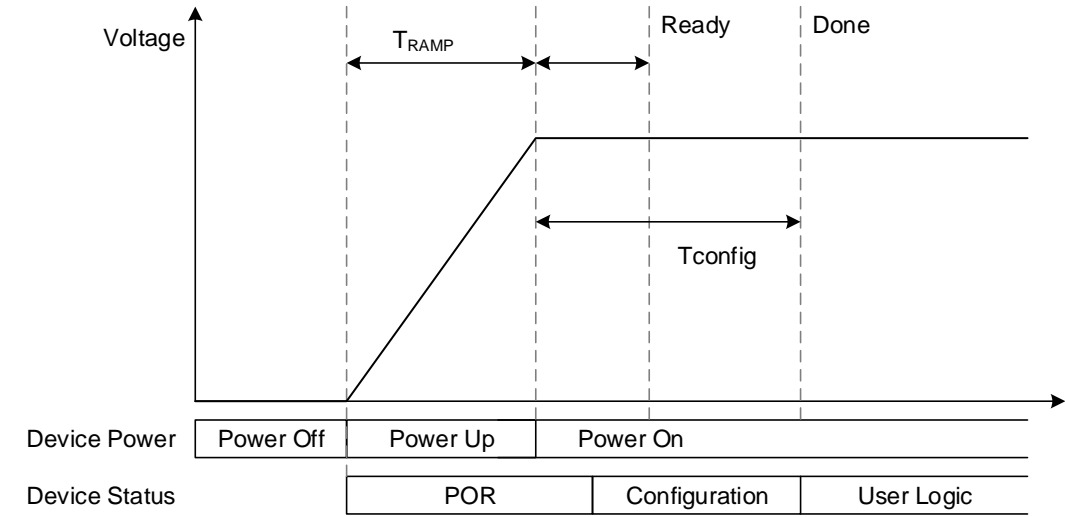 Ready Done
Voltage
TRAMP
Tconfig
Device Power Power Off Power Up Power On
Device Status POR Configuration User Logic